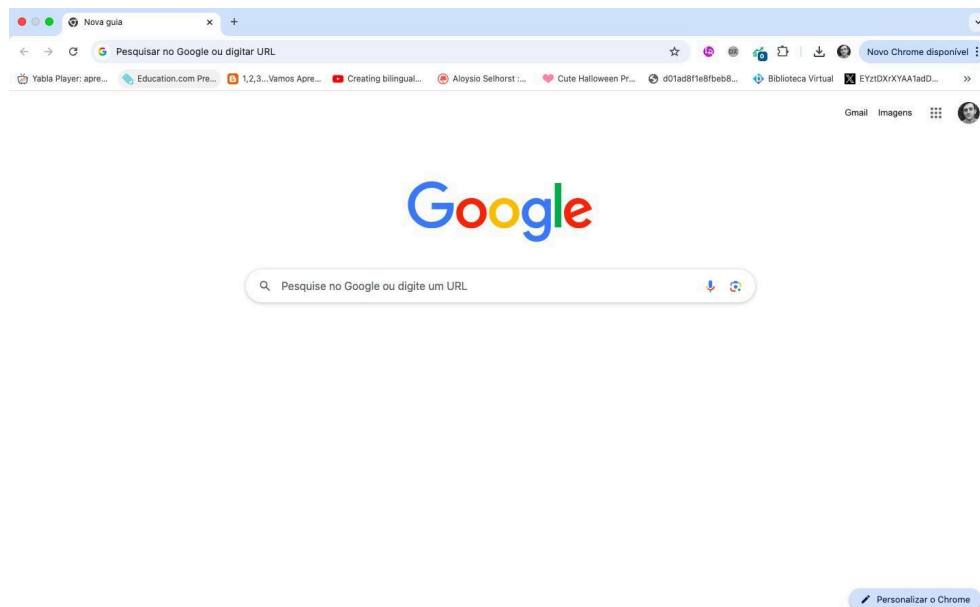 Nova guia
Pesquisar no Google ou digitar URL
Novo Chrome disponível
Yabla Player: apre... Education.com Pre... 1,2,3...Vamos Apre... Creating bilingual... Aloysio Selhorst :... Cute Halloween Pr... d01ad8f1e8fbeb8... Biblioteca Virtual EYztDXrXYAA1adD... »
Gmail Imagens
Google
Pesquise no Google ou digite um URL
Personalizar o Chrome